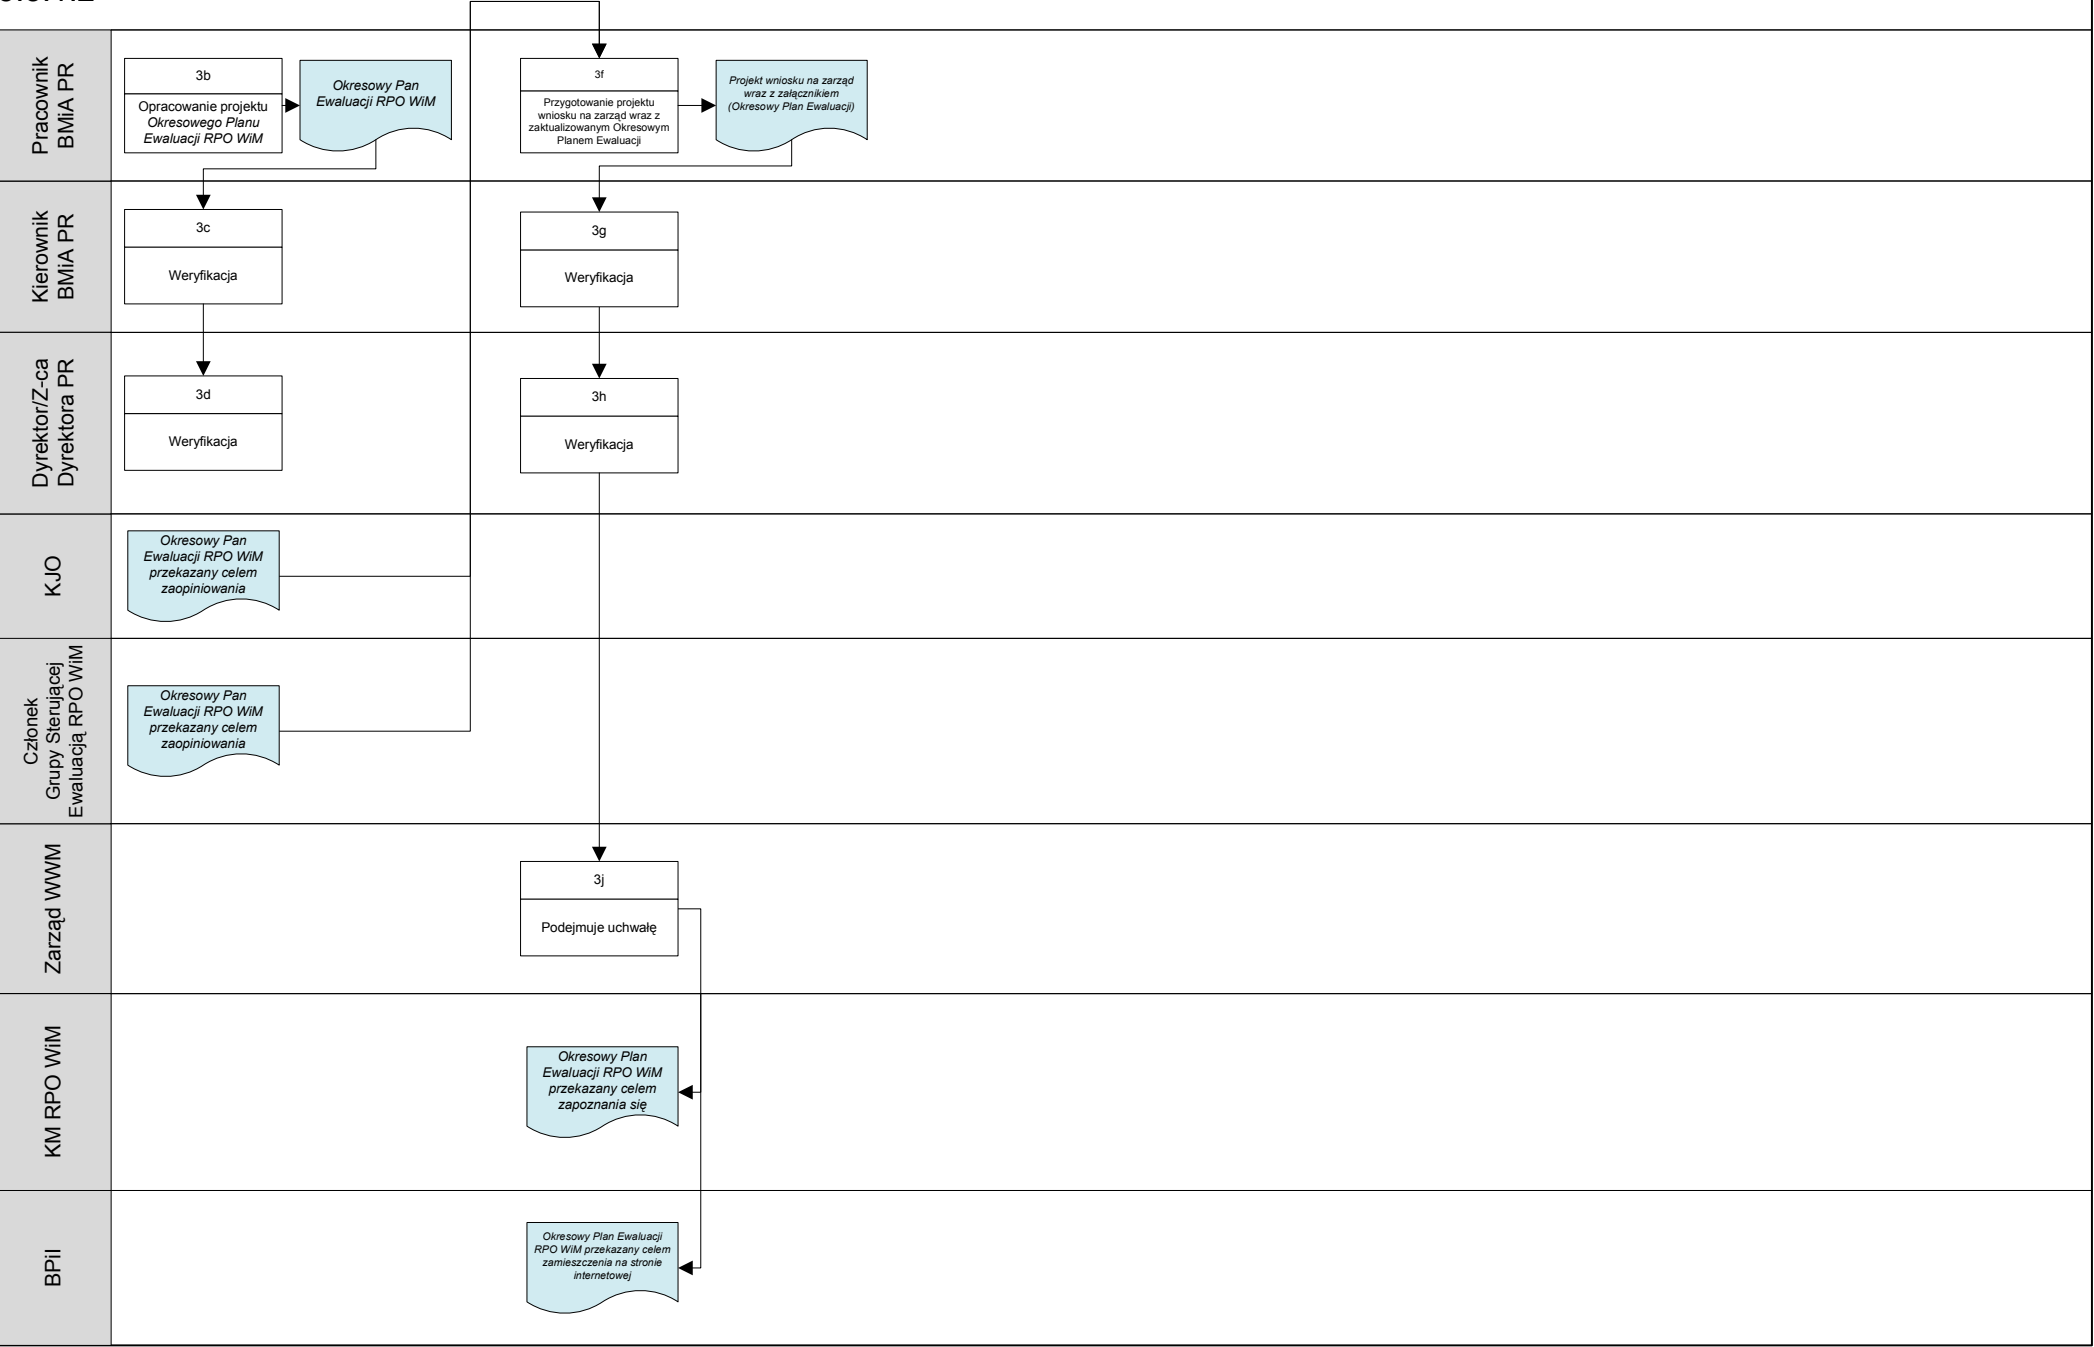 Pracownik
BMiA PR
3b
Opracowanie projektu
Okresowego Planu
Ewaluacji RPO WiM
Okresowy Pan
Ewaluacji RPO WiM
3f
Przygotowanie projektu
wniosku na zarząd wraz z
zaktualizowanym Okresowym
Planem Ewaluacji
Projekt wniosku na zarząd
wraz z załącznikiem
(Okresowy Plan Ewaluacji)
Kierownik
BMiA PR
3c
Weryfikacja
3g
Weryfikacja
Dyrektor/Z-ca
Dyrektora PR
3d
Weryfikacja
3h
Weryfikacja
KJO
Okresowy Pan
Ewaluacji RPO WiM
przekazany celem
zaopiniowania
Członek
Grupy Sterującej
Ewaluacją RPO WiM
Okresowy Pan
Ewaluacji RPO WiM
przekazany celem
zaopiniowania
Zarząd WWM
3j
Podejmuje uchwałę
KM RPO WiM
Okresowy Plan
Ewaluacji RPO WiM
przekazany celem
zapoznania się
BPiI
Okresowy Plan Ewaluacji
RPO WiM przekazany celem
zamieszczenia na stronie
internetowej